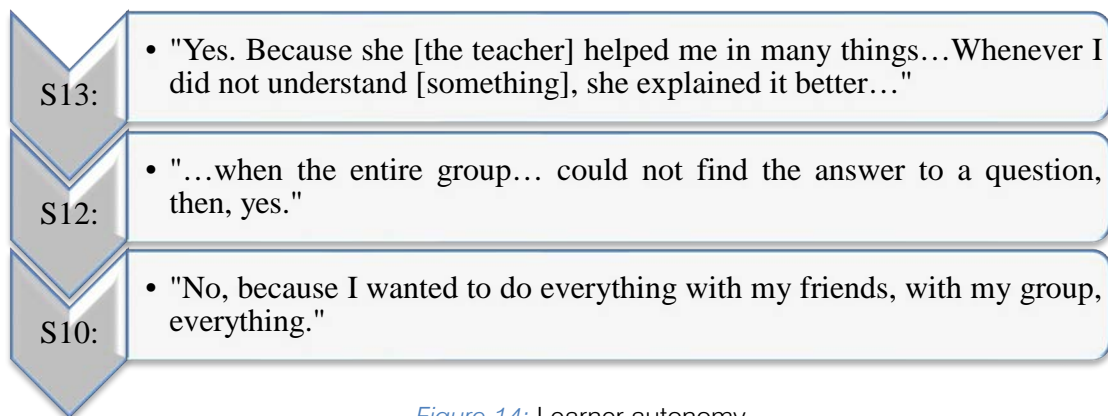 S13:
• "Yes. Because she [the teacher] helped me in many things…Whenever I
did not understand [something], she explained it better…"
S12:
• "…when the entire group… could not find the answer to a question,
then, yes."
S10:
• "No, because I wanted to do everything with my friends, with my group,
everything."
Figure 14: Learner autonomy